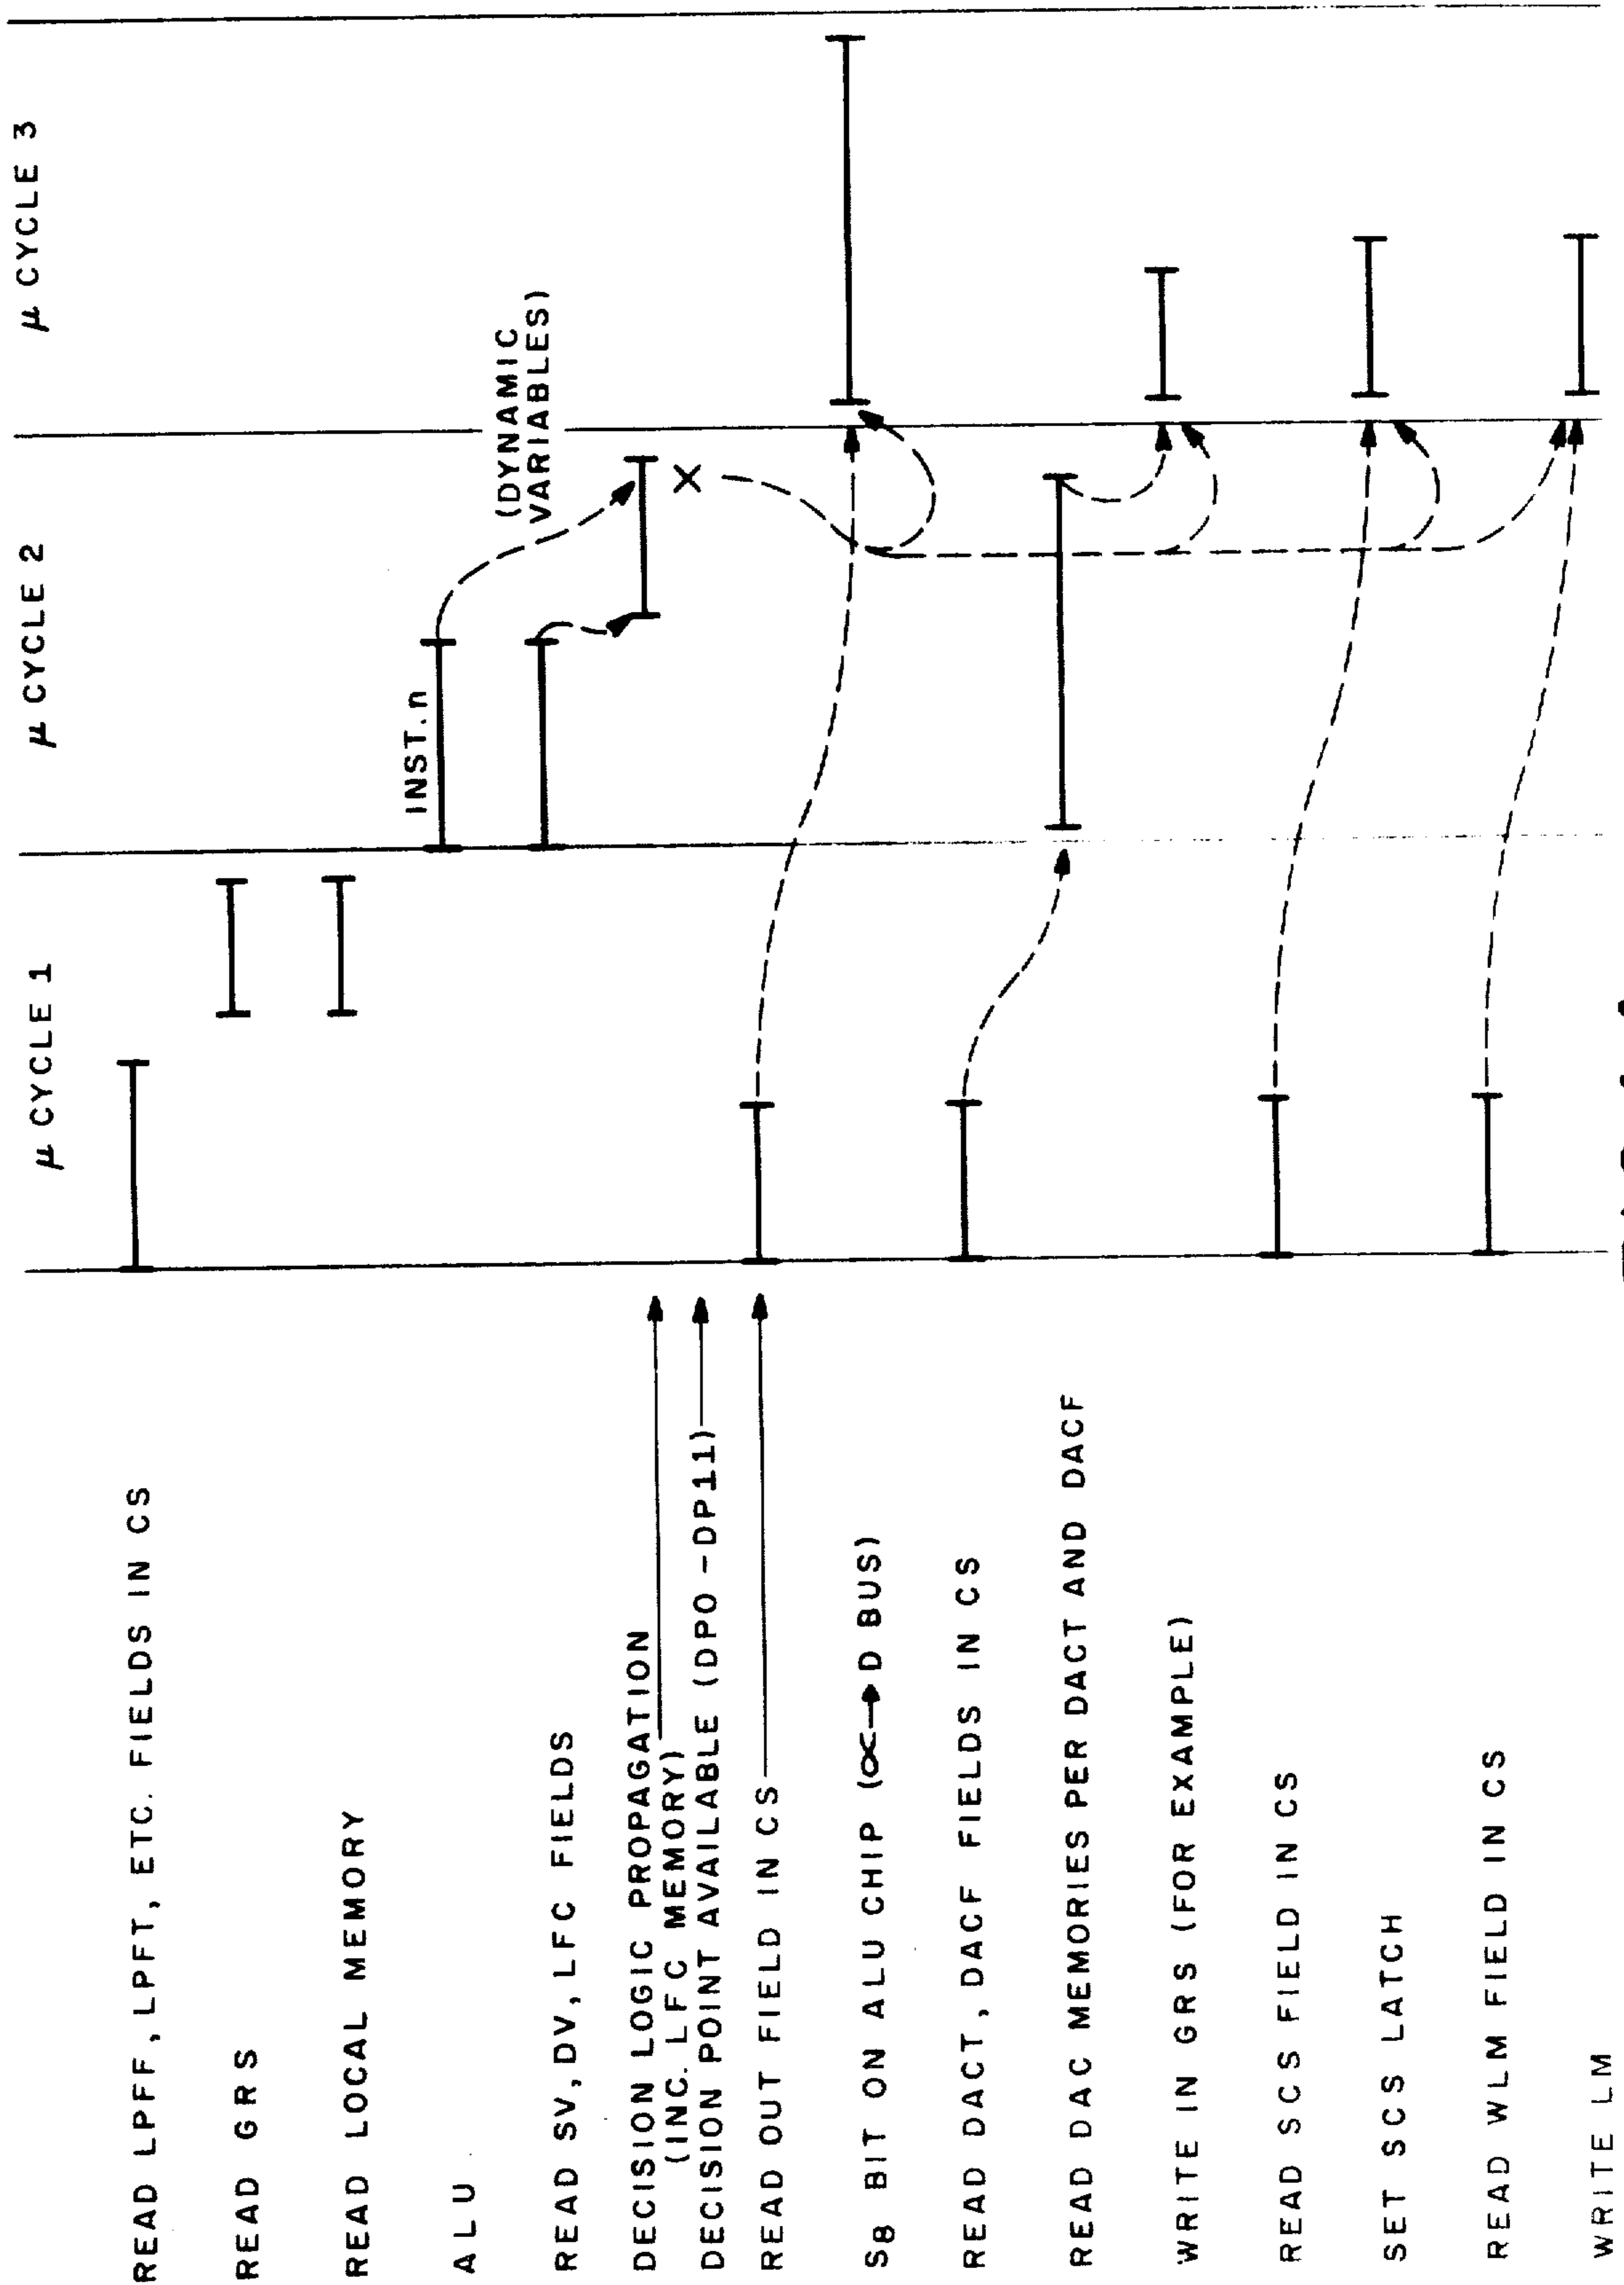 μ CYCLE 1
μ CYCLE 2
μ CYCLE 3
READ LPFF, LPFT, ETC. FIELDS IN CS
READ GRS
READ LOCAL MEMORY
ALU
INST.n
READ SV, DV, LFC FIELDS
(DYNAMIC
VARIABLES)
DECISION LOGIC PROPAGATION
(INC. LFC MEMORY)
DECISION POINT AVAILABLE (DPO-DP11)
X
READ OUT FIELD IN CS
S8 BIT ON ALU CHIP (∝→D BUS)
READ DACT, DACF FIELDS IN CS
READ DAC MEMORIES PER DACT AND DACF
WRITE IN GRS (FOR EXAMPLE)
READ SCS FIELD IN CS
SET SCS LATCH
READ WLM FIELD IN CS
WRITE LM